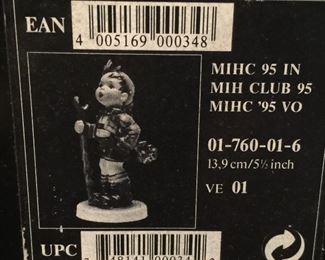 EAN
4 005169 000348
MIHC 95 IN
MIH CLUB 95
MIHC '95 VO
01-760-01-6
13,9 cm/5½ inch
VE 01
UPC